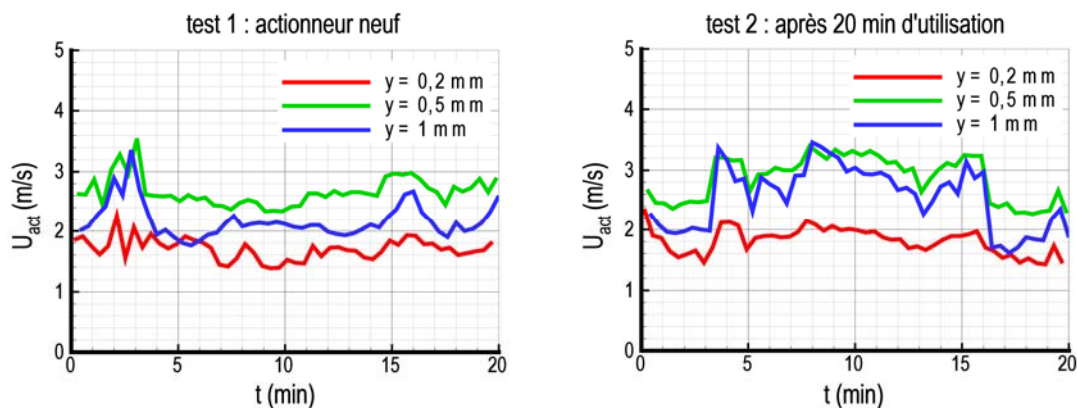 test 1 : actionneur neuf
5
4
3
2
1
0
U_act (m/s)
y = 0,2 mm
y = 0,5 mm
y = 1 mm
0 5 10 15 20
t (min)
test 2 : après 20 min d'utilisation
5
4
3
2
1
0
U_act (m/s)
y = 0,2 mm
y = 0,5 mm
y = 1 mm
0 5 10 15 20
t (min)